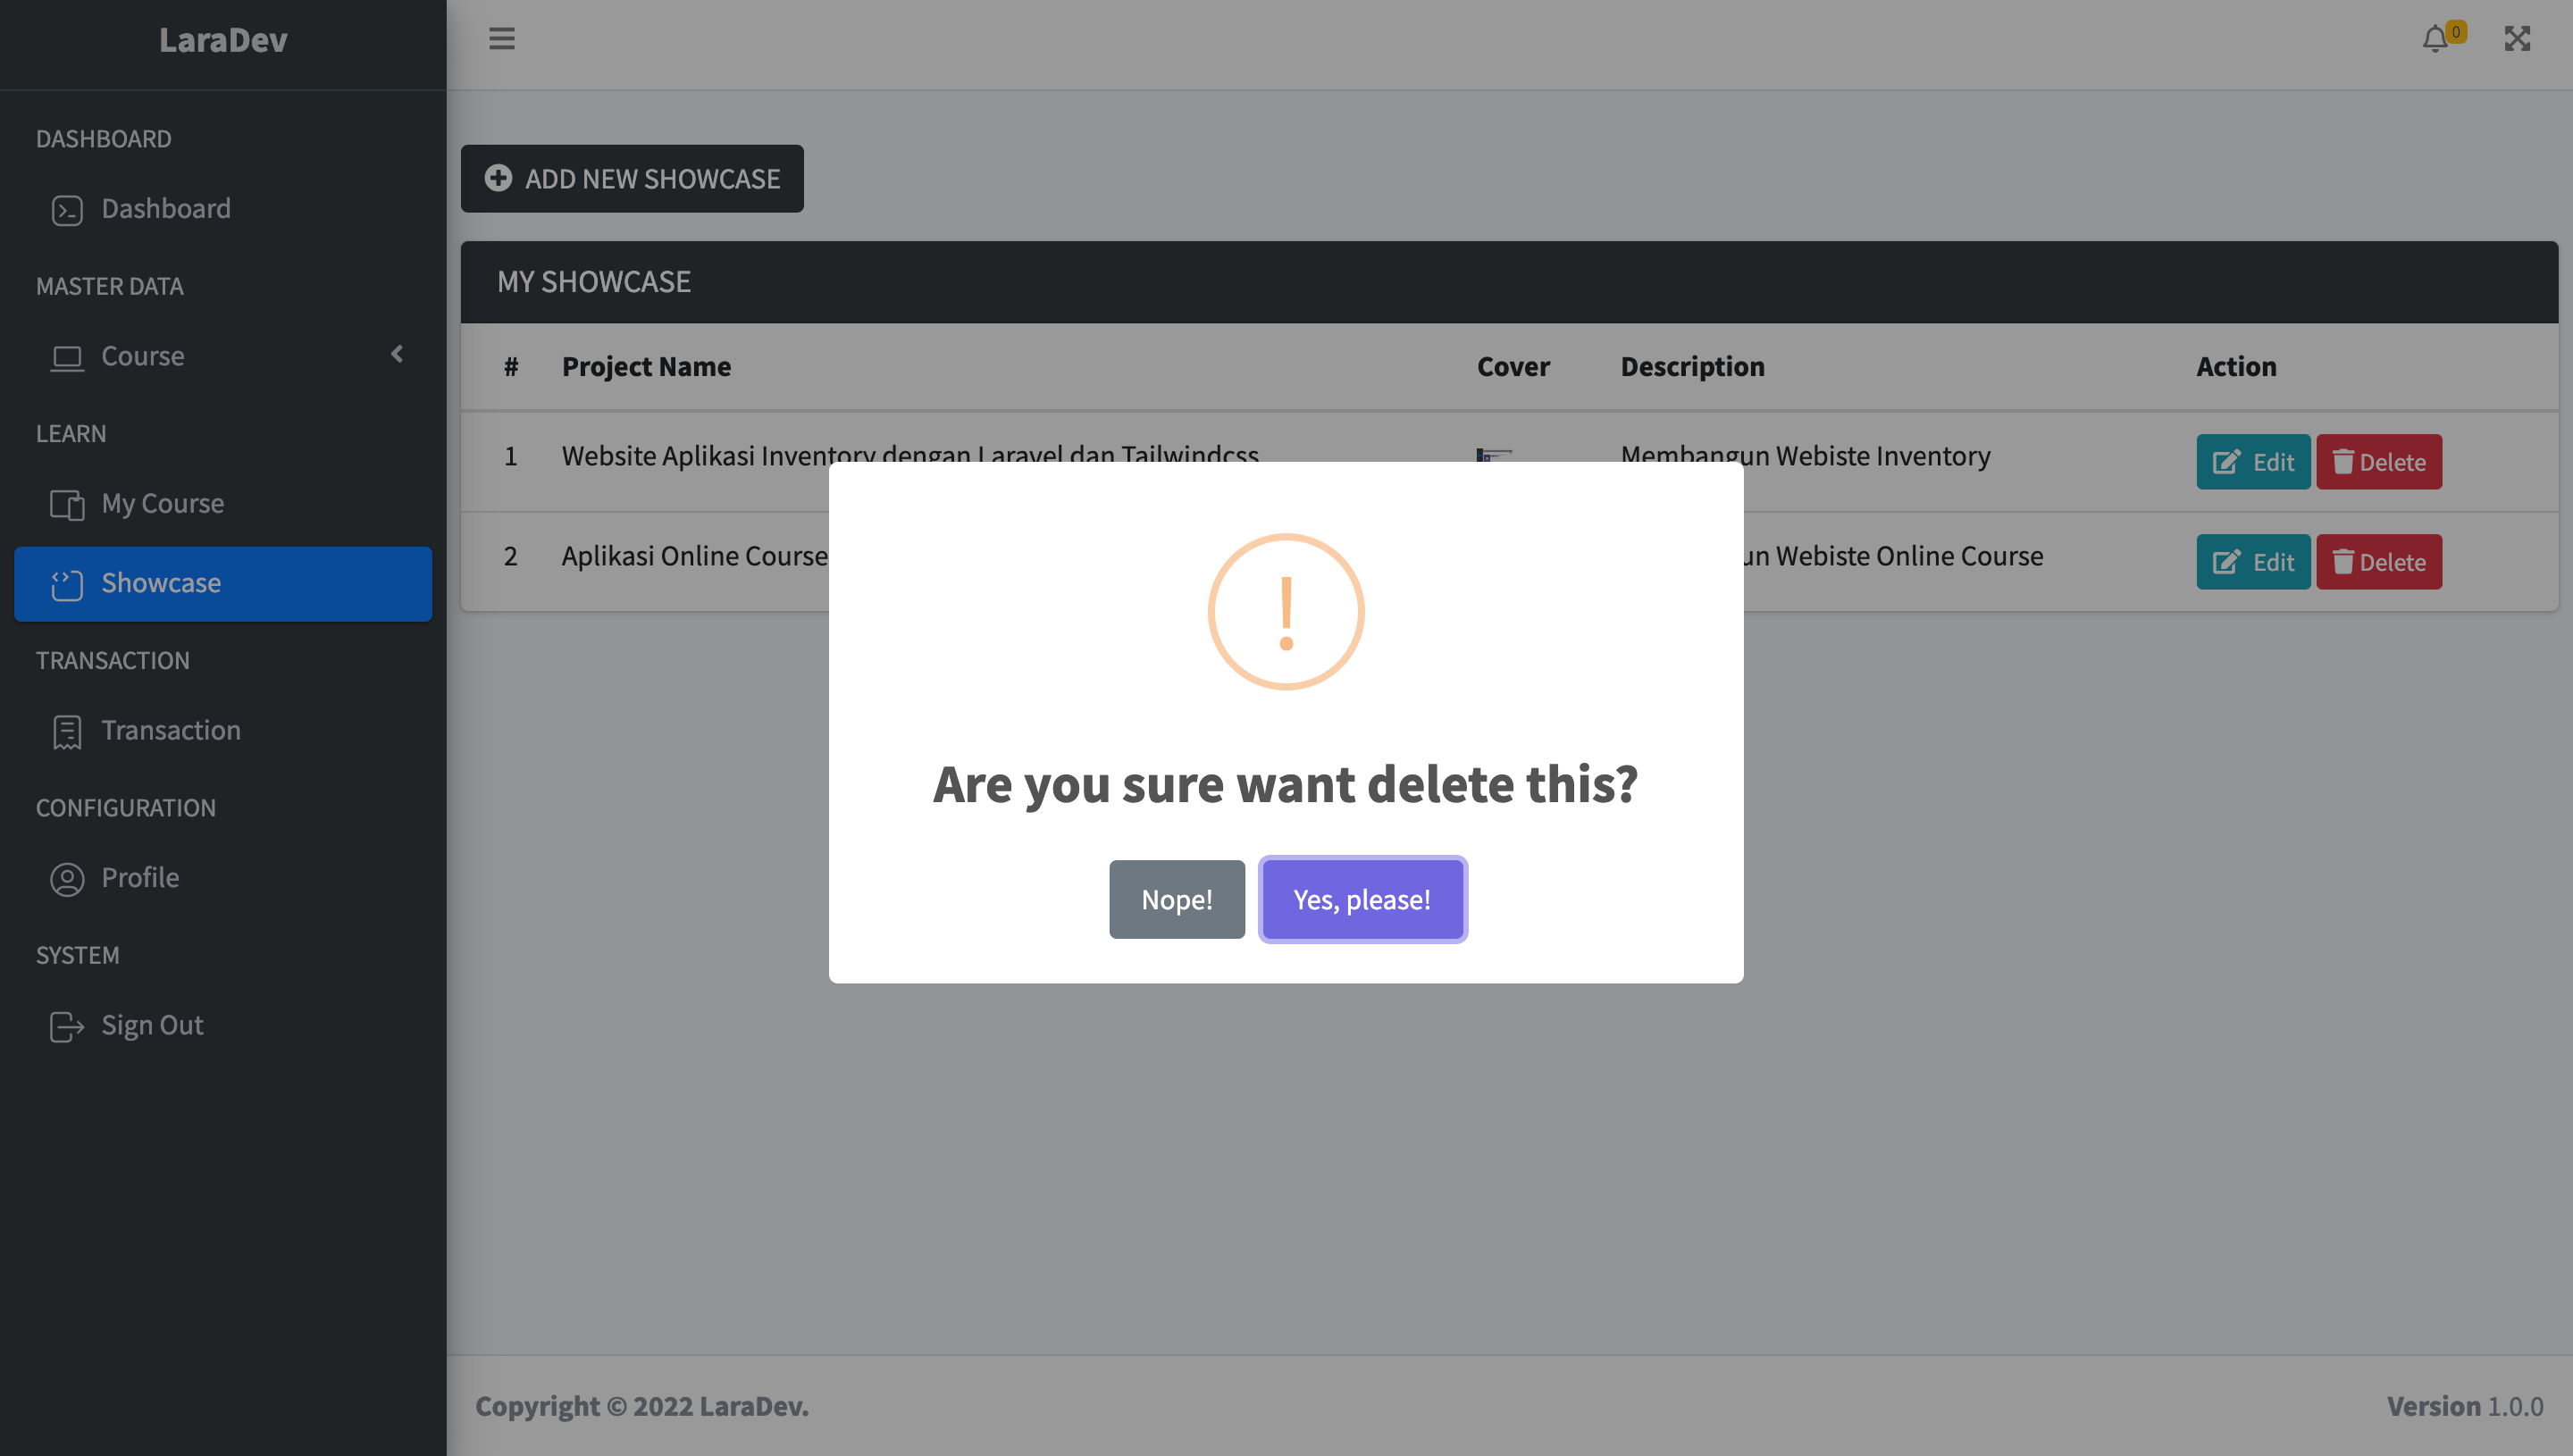 LaraDev
0
DASHBOARD
Dashboard
MASTER DATA
Course
LEARN
My Course
Showcase
TRANSACTION
Transaction
CONFIGURATION
Profile
SYSTEM
Sign Out
ADD NEW SHOWCASE
MY SHOWCASE
# Project Name Cover Description Action
1 Website Aplikasi Inventory dengan Laravel dan Tailwindcss Membangun Webiste Inventory Edit Delete
2 Aplikasi Online Course Webiste Online Course Edit Delete
Are you sure want delete this?
Nope! Yes, please!
Copyright © 2022 LaraDev.
Version 1.0.0